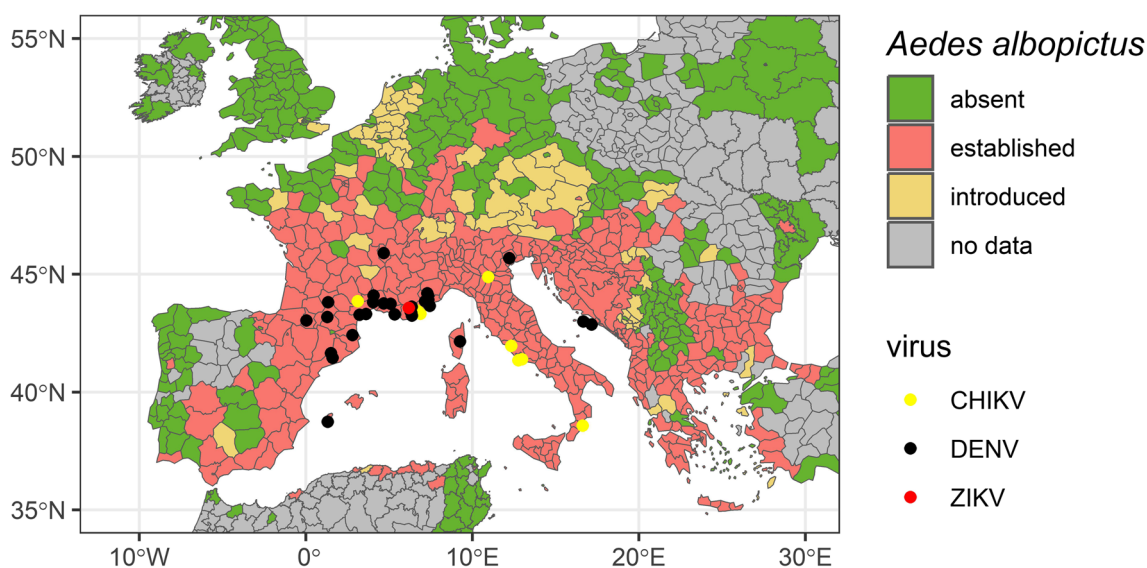 Aedes albopictus
absent
established
introduced
no data
virus
CHIKV
DENV
ZIKV
55°N
50°N
45°N
40°N
35°N
10°W 0° 10°E 20°E 30°E